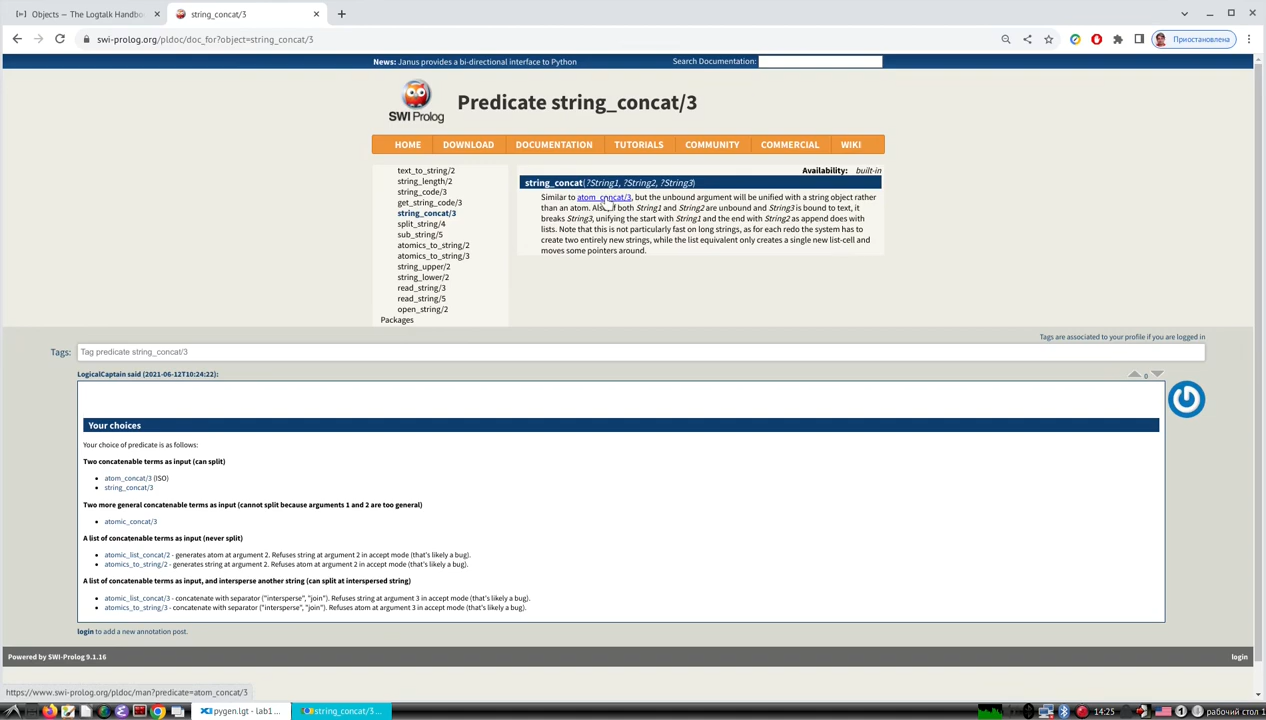 Objects — The Logtalk Handbo
string_concat/3
swi-prolog.org/pldoc/doc_for?object=string_concat/3
Приостановлена
News: Janus provides a bi-directional interface to Python
Search Documentation:
SWI Prolog
Predicate string_concat/3
HOME
DOWNLOAD
DOCUMENTATION
TUTORIALS
COMMUNITY
COMMERCIAL
WIKI
text_to_string/2
string_length/2
string_code/3
get_string_code/3
string_concat/3
split_string/4
sub_string/5
atomics_to_string/2
atomics_to_string/3
string_upper/2
string_lower/2
read_string/3
read_string/5
open_string/2
Packages
Availability: built-in
string_concat(?String1, ?String2, ?String3)
Similar to atom_concat/3, but the unbound argument will be unified with a string object rather
than an atom. Also if both String1 and String2 are unbound and String3 is bound to text, it
breaks String3, unifying the start with String1 and the end with String2 as append does with
lists. Note that this is not particularly fast on long strings, as for each redo the system has to
create two entirely new strings, while the list equivalent only creates a single new list-cell and
moves some pointers around.
Tags are associated to your profile if you are logged in
Tags:
Tag predicate string_concat/3
LogicalCaptain said (2021-06-12T10:24:22):
0
Your choices
Your choice of predicate is as follows:
Two concatenable terms as input (can split)
• atom_concat/3 (ISO)
• string_concat/3
Two more general concatenable terms as input (cannot split because arguments 1 and 2 are too general)
• atomic_concat/3
A list of concatenable terms as input (never split)
• atomic_list_concat/2 - generates atom at argument 2. Refuses string at argument 2 in accept mode (that's likely a bug).
• atomics_to_string/2 - generates string at argument 2. Refuses atom at argument 2 in accept mode (that's likely a bug).
A list of concatenable terms as input, and intersperse another string (can split at interspersed string)
• atomic_list_concat/3 - concatenate with separator ("intersperse", "join"). Refuses string at argument 3 in accept mode (that's likely a bug).
• atomics_to_string/3 - concatenate with separator ("intersperse", "join"). Refuses atom at argument 3 in accept mode (that's likely a bug).
login to add a new annotation post.
Powered by SWI-Prolog 9.1.16
login
https://www.swi-prolog.org/pldoc/man?predicate=atom_concat/3
pygen.lgt - lab1...
string_concat/3 ...
14:25
1
рабочий стол 1